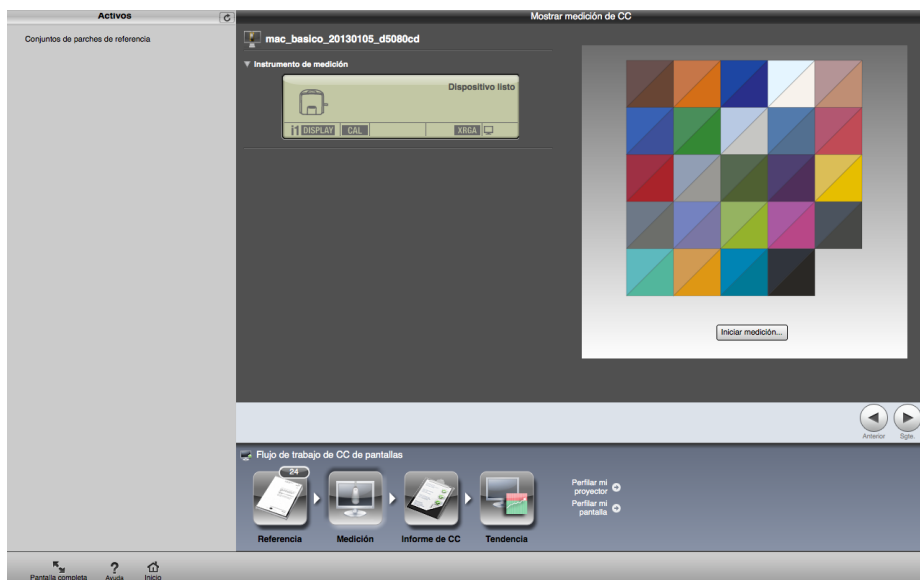 Activos
Mostrar medición de CC
Conjuntos de parches de referencia
mac_basico_20130105_d5080cd
Instrumento de medición
Dispositivo listo
i1 DISPLAY CAL XRGA
Iniciar medición...
Anterior Sgte.
Flujo de trabajo de CC de pantallas
24
Perfilar mi
proyector
Perfilar mi
pantalla
Referencia Medición Informe de CC Tendencia
Pantalla completa Ayuda Inicio